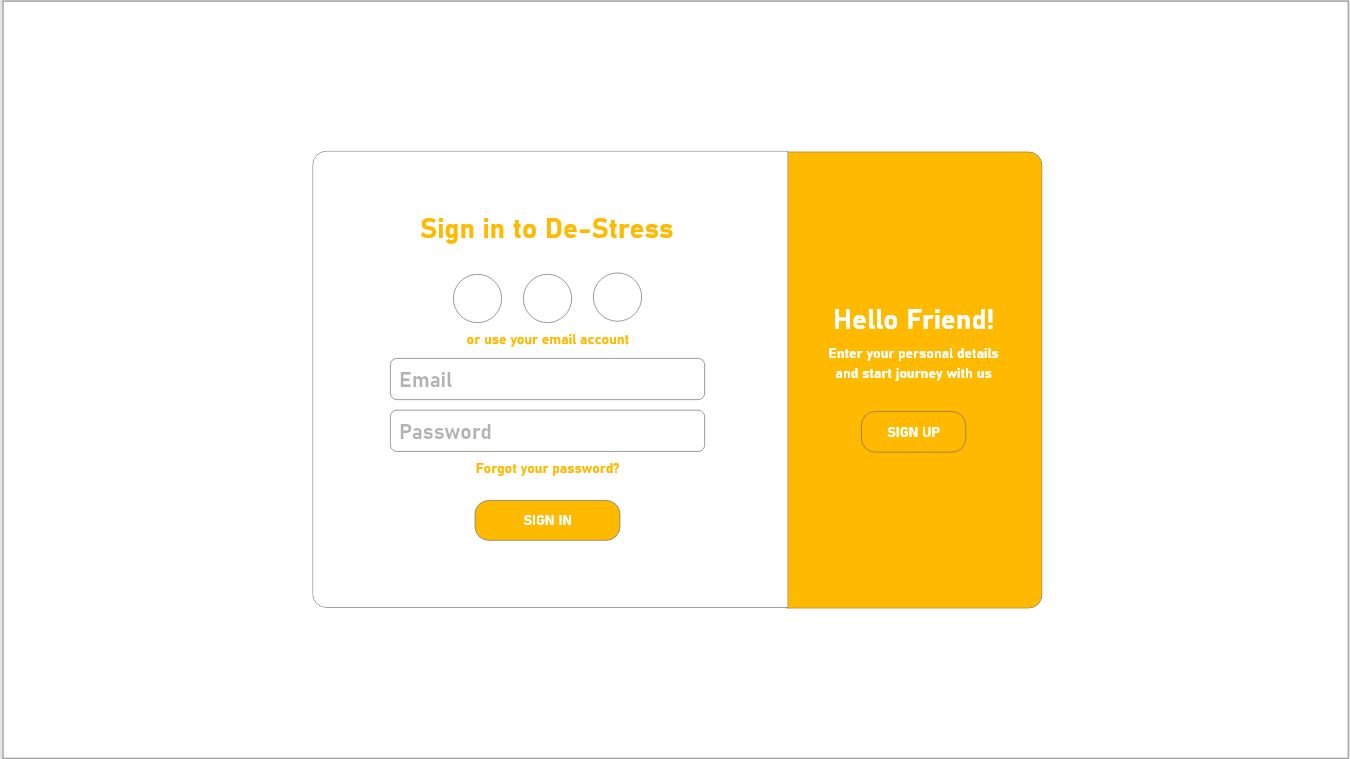 Sign in to De-Stress
or use your email account
Email
Password
Forgot your password?
SIGN IN
Hello Friend!
Enter your personal details
and start journey with us
SIGN UP